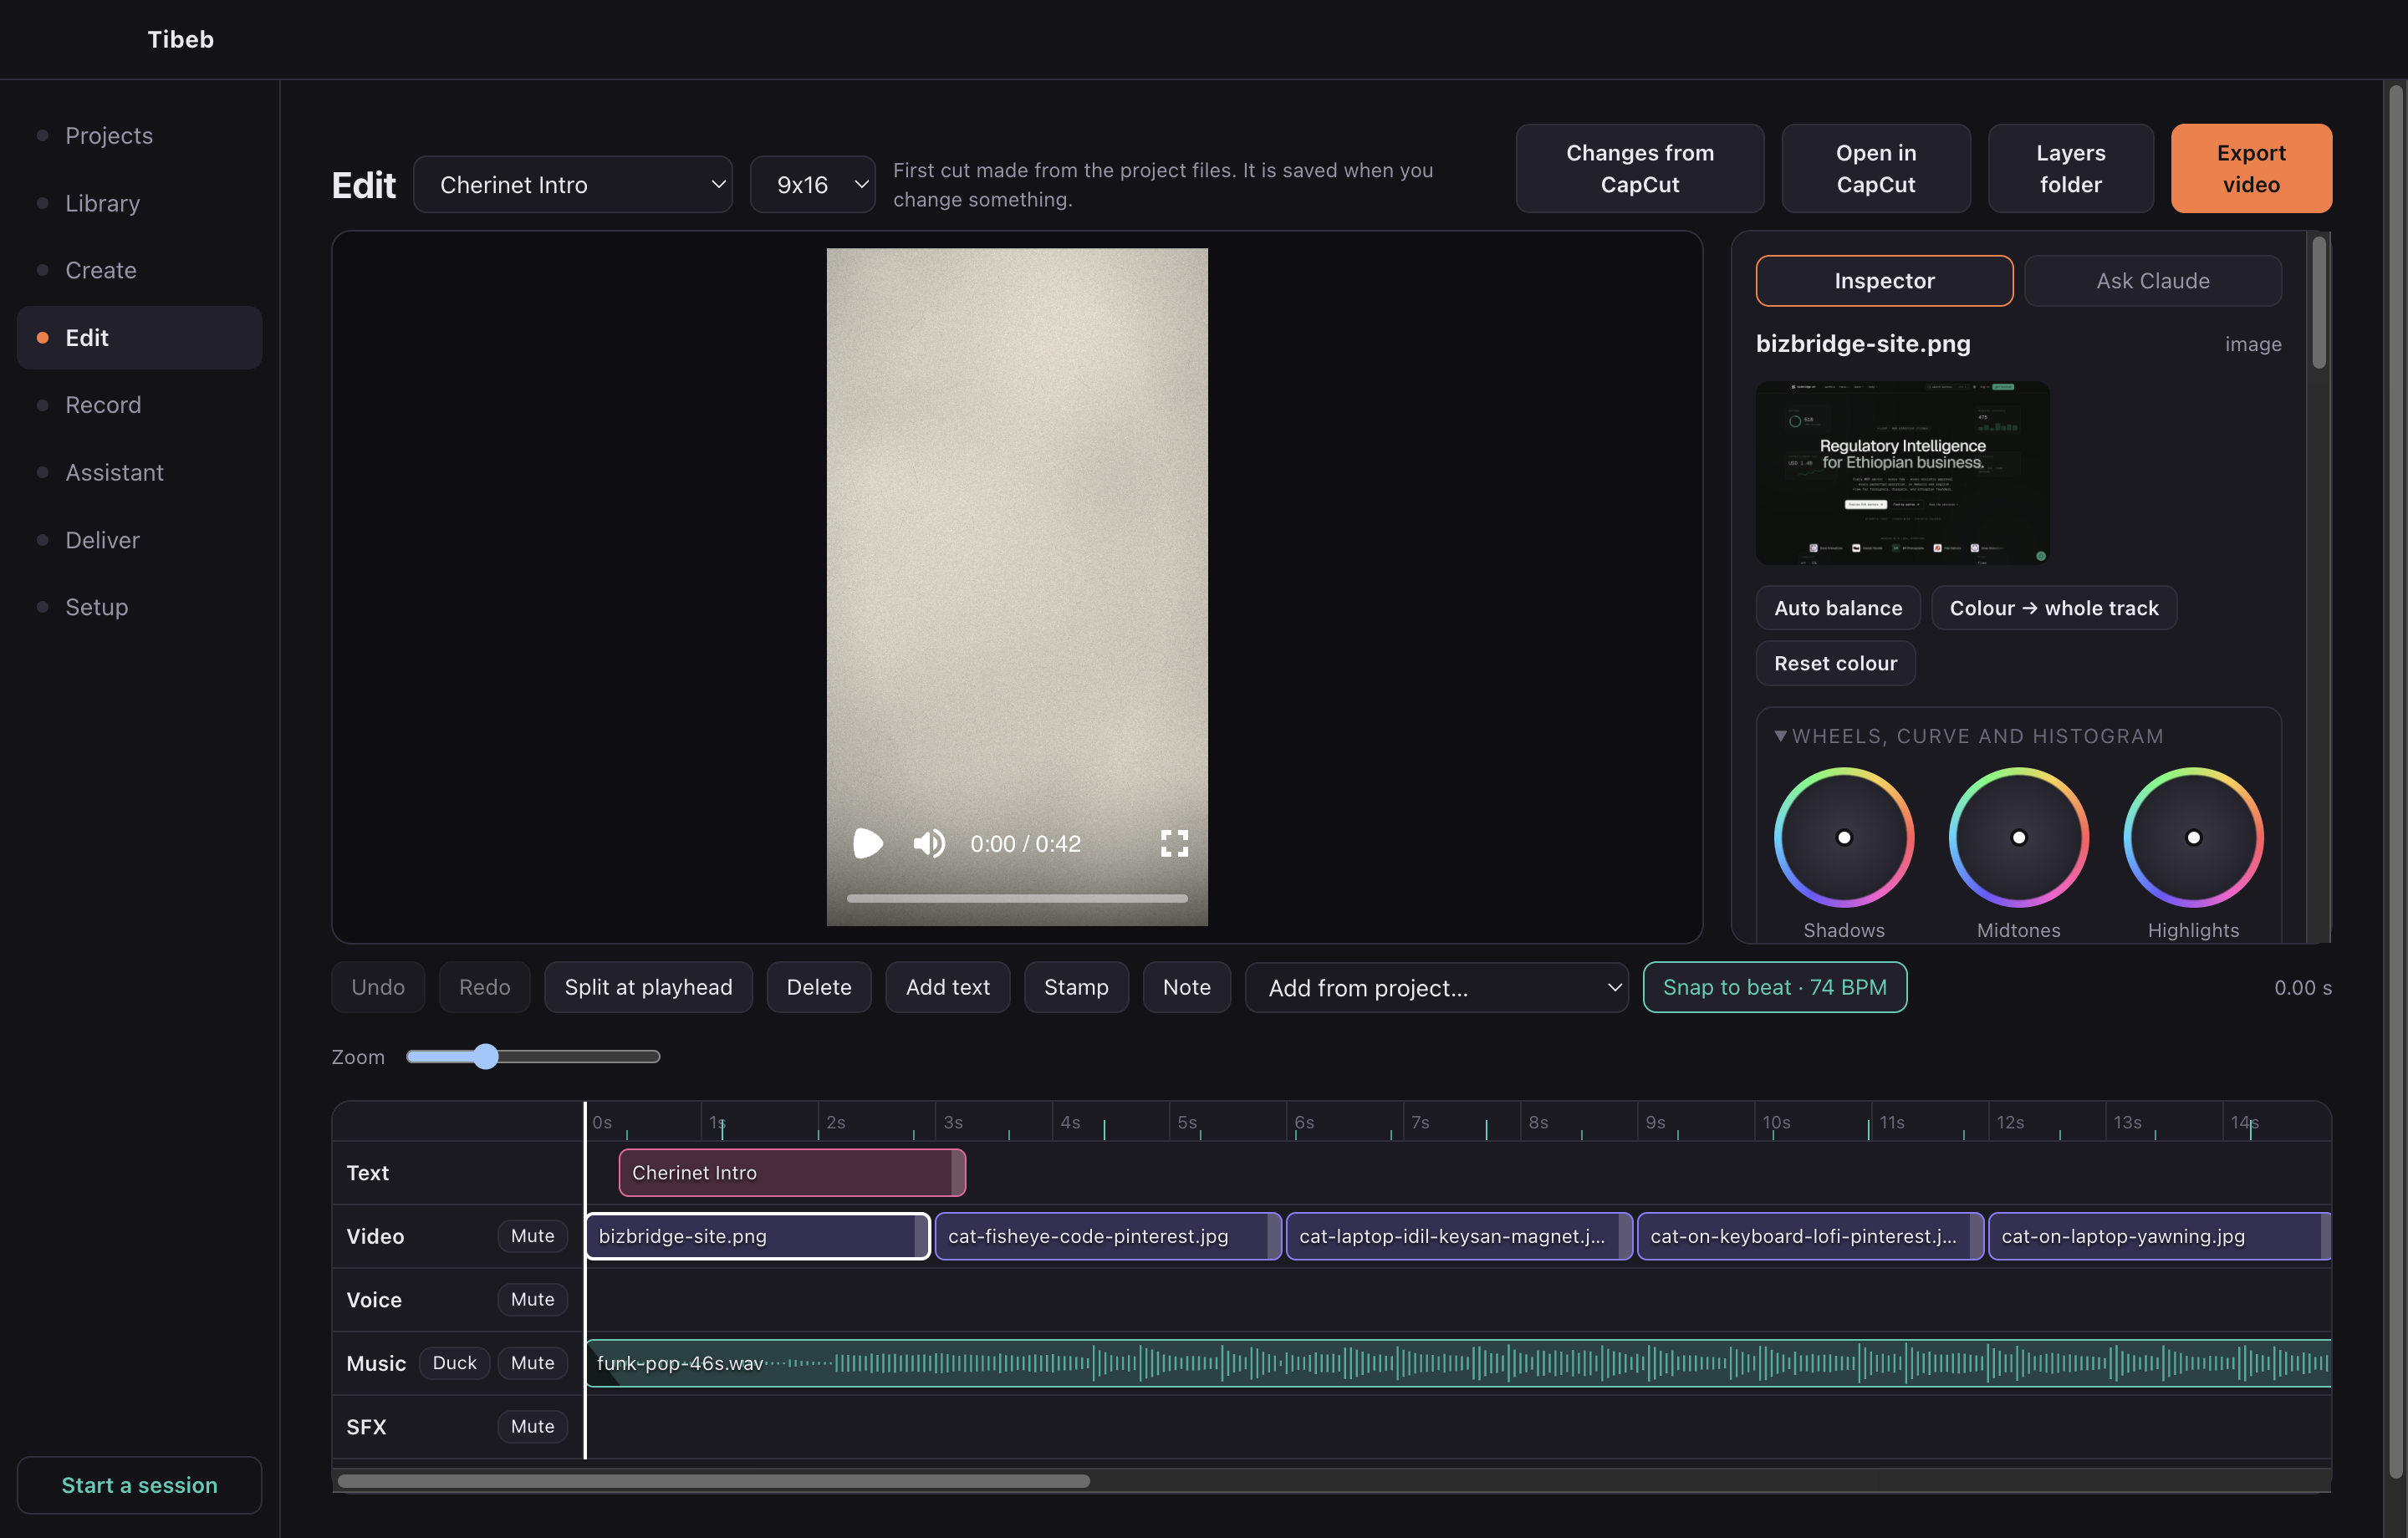 Tibeb
Projects
Library
Create
Edit
Record
Assistant
Deliver
Setup
Start a session
Edit
Cherinet Intro
9x16
First cut made from the project files. It is saved when you
change something.
Changes from
CapCut
Open in
CapCut
Layers
folder
Export
video
0:00 / 0:42
Inspector
Ask Claude
bizbridge-site.png
image
Regulatory Intelligence
for Ethiopian business.
Auto balance
Colour → whole track
Reset colour
WHEELS, CURVE AND HISTOGRAM
Shadows
Midtones
Highlights
Undo
Redo
Split at playhead
Delete
Add text
Stamp
Note
Add from project...
Snap to beat · 74 BPM
0.00 s
Zoom
0s 1s 2s 3s 4s 5s 6s 7s 8s 9s 10s 11s 12s 13s 14s
Text
Cherinet Intro
Video
Mute
bizbridge-site.png
cat-fisheye-code-pinterest.jpg
cat-laptop-idil-keysan-magnet.j...
cat-on-keyboard-lofi-pinterest.j...
cat-on-laptop-yawning.jpg
Voice
Mute
Music
Duck
Mute
funk-pop-46s.wav
SFX
Mute